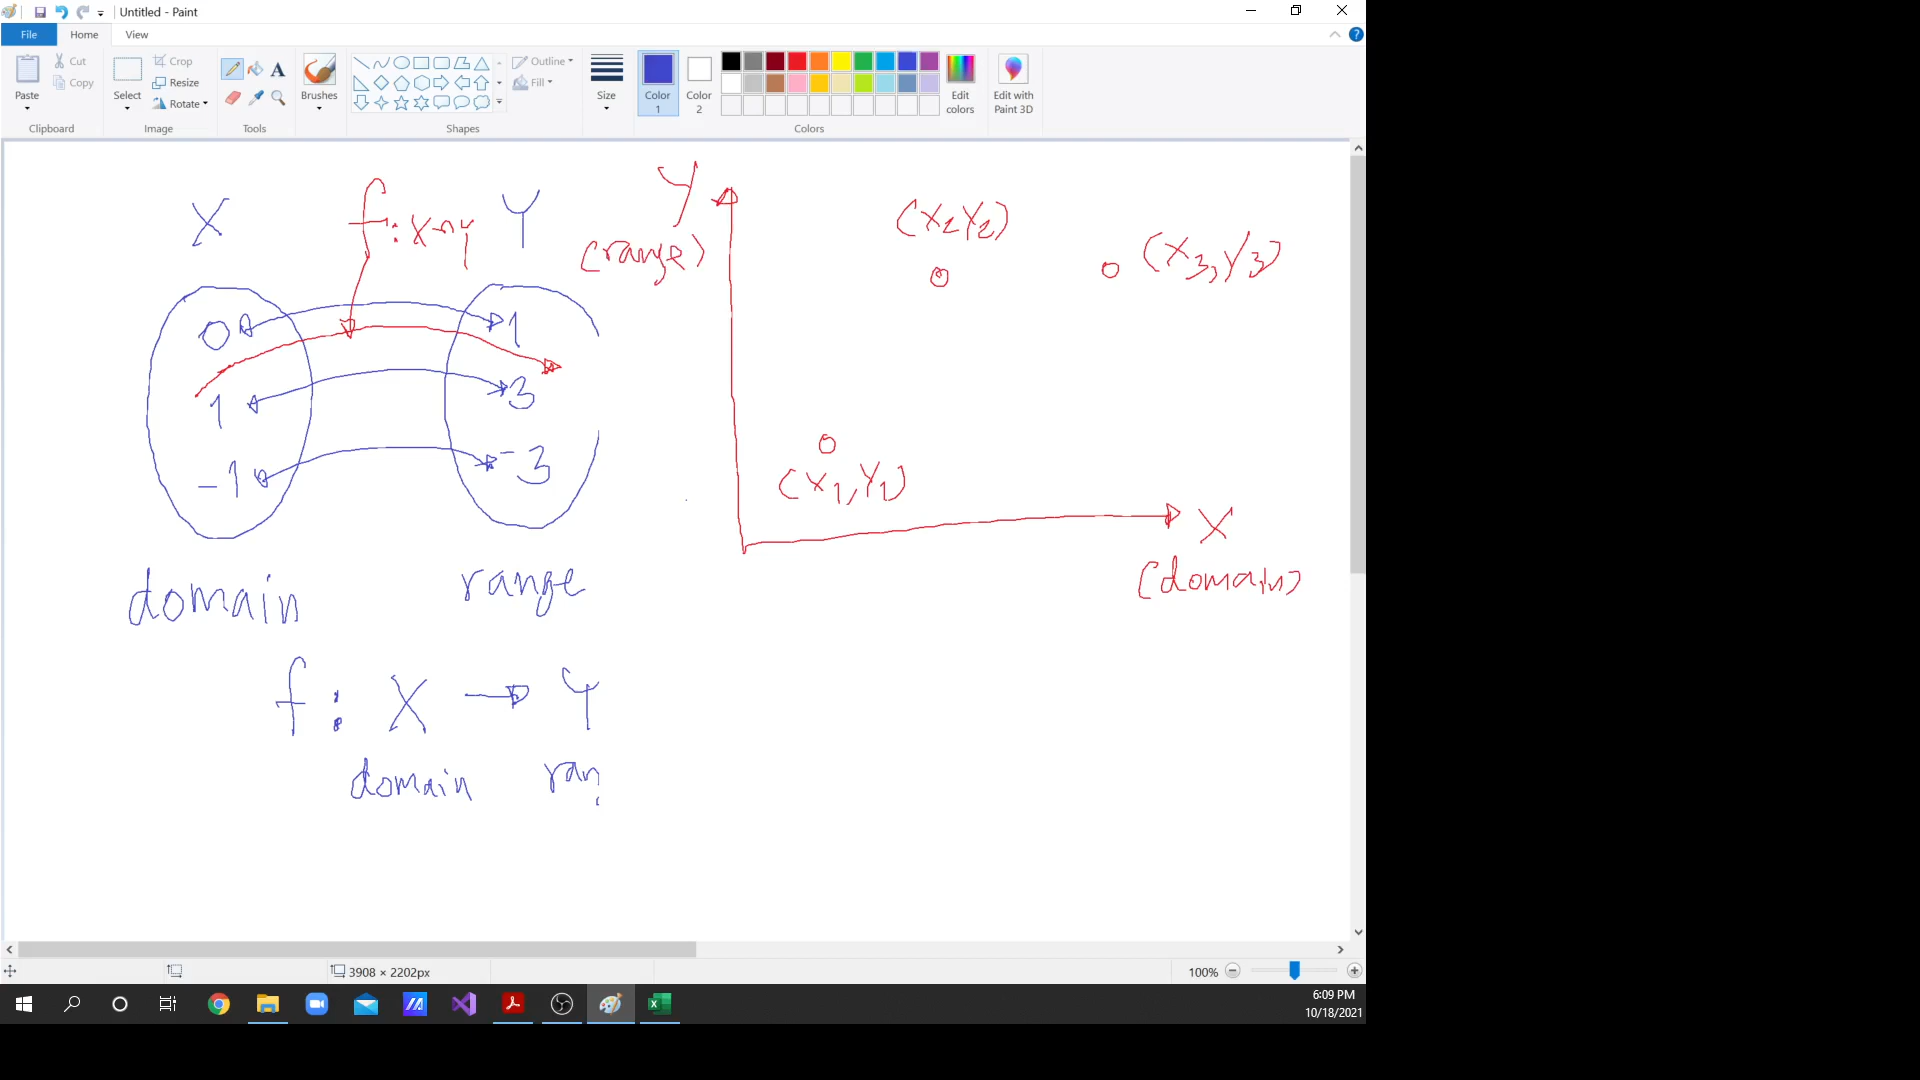 Untitled - Paint
File Home View
Paste
Cut
Copy
Clipboard
Select
Crop
Resize
Rotate
Image
Tools
Brushes
Shapes
Outline
Fill
Size
Color 1
Color 2
Colors
Edit colors
Edit with Paint 3D
X
f: x→y
Y
0
1
-1
1
3
-3
domain
range
f : X → Y
domain ran
Y
(range)
(x2 Y2)
(x3, y3)
(x1, Y1)
X
(domain)
3908 × 2202px
100%
6:09 PM
10/18/2021